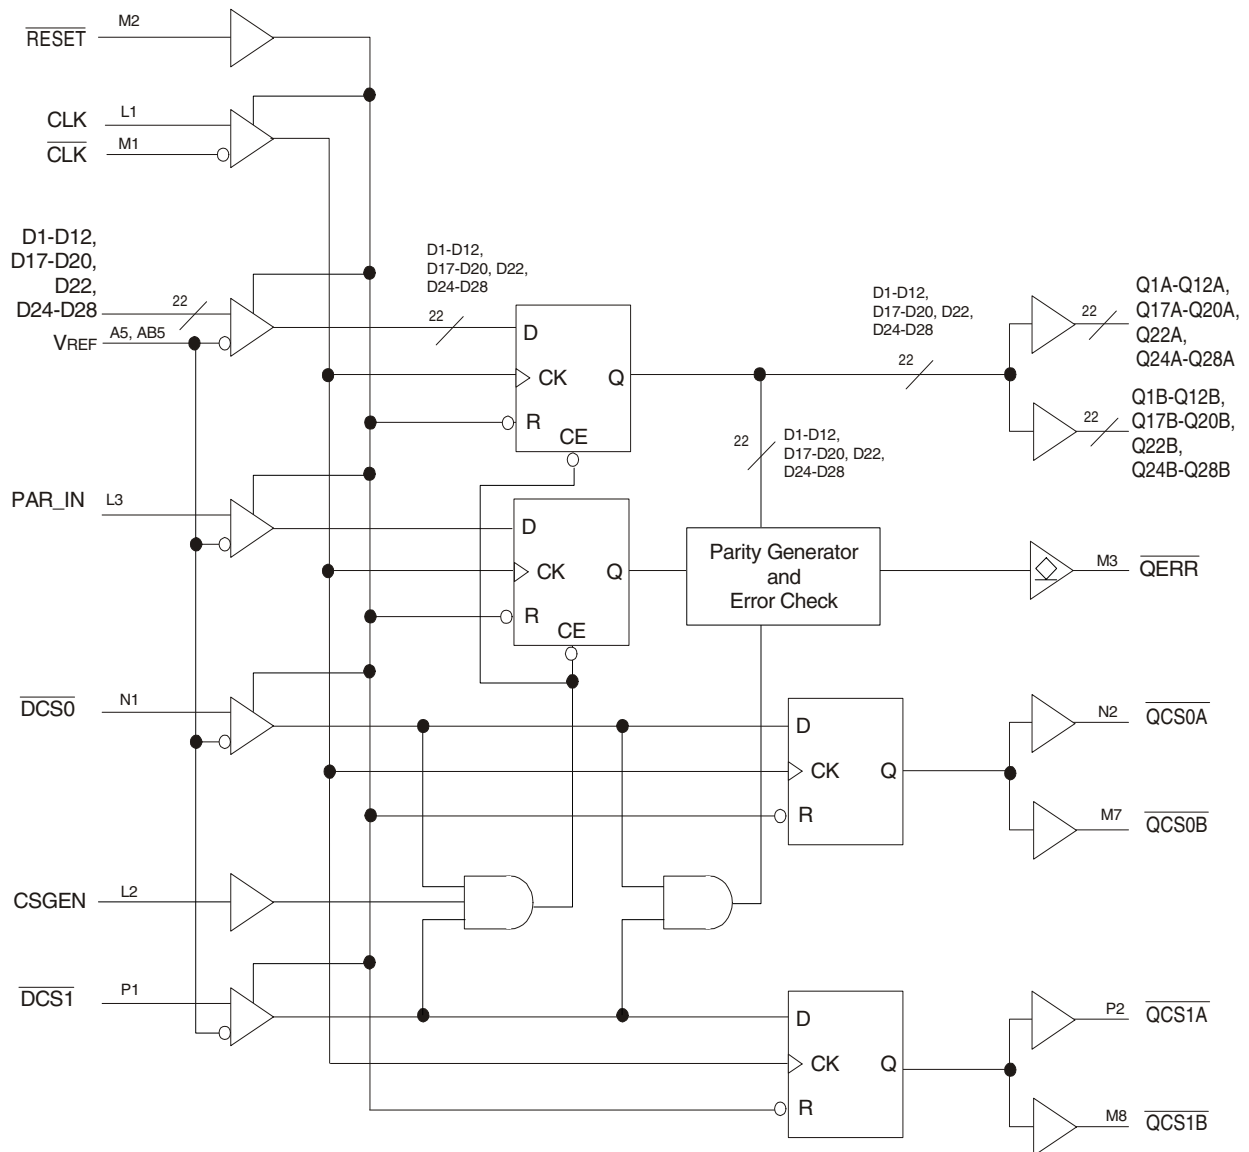 RESET
M2
CLK
L1
CLK
M1
D1-D12,
D17-D20,
D22,
D24-D28
22
VREF
A5, AB5
D1-D12,
D17-D20, D22,
D24-D28
22
D
CK
Q
R
CE
D1-D12,
D17-D20, D22,
D24-D28
22
22
Q1A-Q12A,
Q17A-Q20A,
Q22A,
Q24A-Q28A
22
Q1B-Q12B,
Q17B-Q20B,
Q22B,
Q24B-Q28B
22
D1-D12,
D17-D20, D22,
D24-D28
PAR_IN
L3
D
CK
Q
R
CE
Parity Generator
and
Error Check
M3
QERR
DCS0
N1
D
CK
Q
R
N2
QCS0A
M7
QCS0B
CSGEN
L2
DCS1
P1
D
CK
Q
R
P2
QCS1A
M8
QCS1B